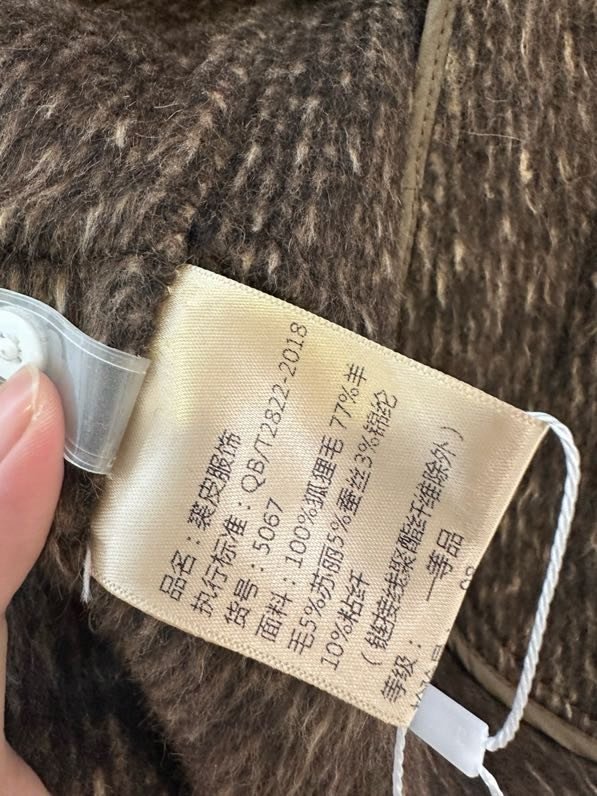 品名：裘皮服饰
执行标准：QB/T2822-2018
货号：5067
面料：100%狐狸毛 77%羊
毛5%苏丽5%蚕丝3%锦纶
10%粘纤
（链接线聚酯纤维除外）
等级： 一等品